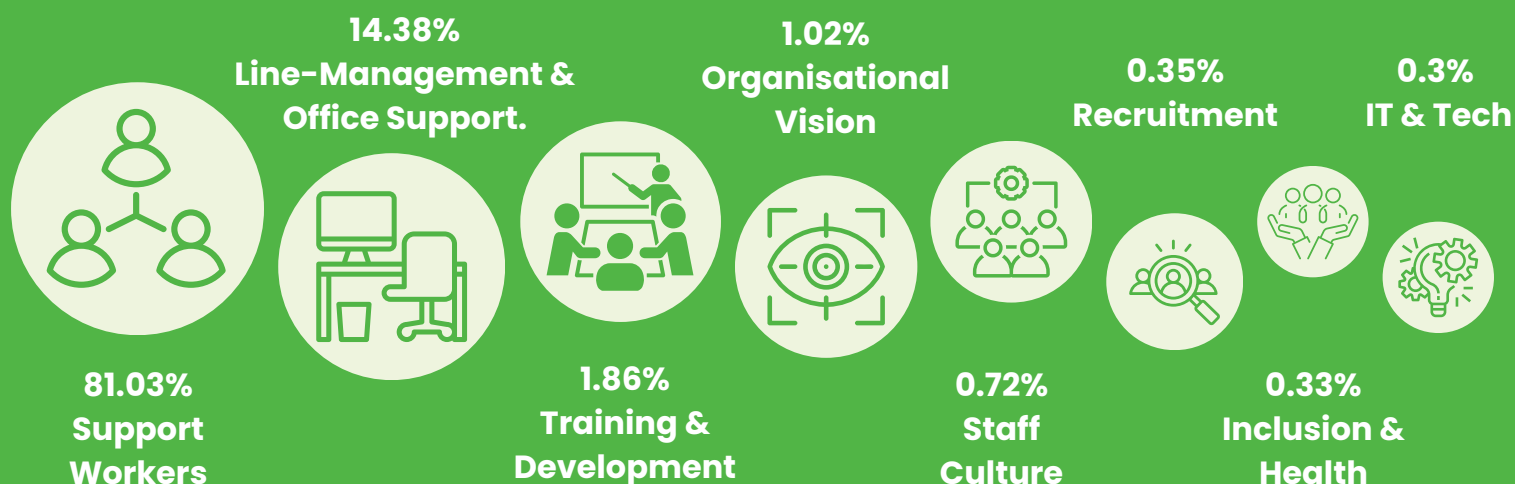 14.38%
Line-Management &
Office Support.
1.02%
Organisational
Vision
0.35%
Recruitment
0.3%
IT & Tech
81.03%
Support
Workers
1.86%
Training &
Development
0.72%
Staff
Culture
0.33%
Inclusion &
Health